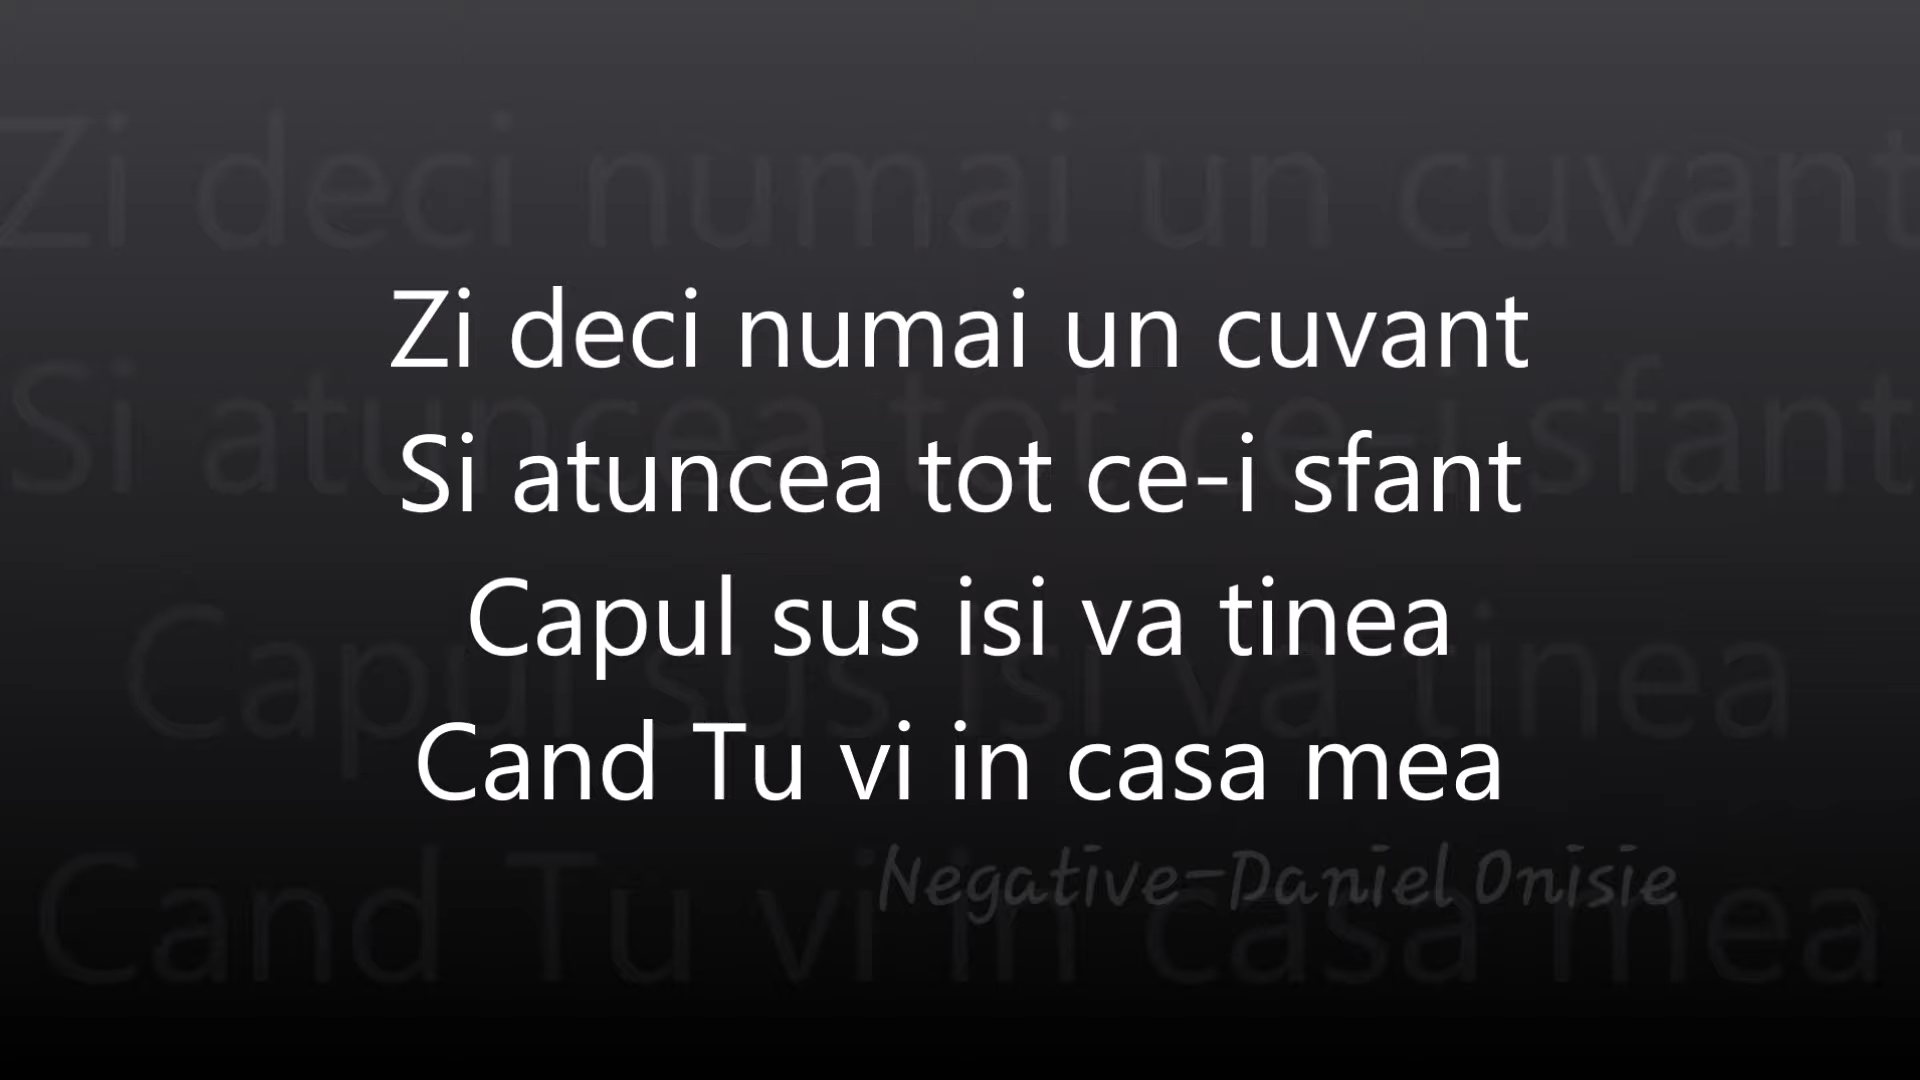 Zi deci numai un cuvant
Si atuncea tot ce-i sfant
Capul sus isi va tinea
Cand Tu vi in casa mea
Negative-Daniel Onisie